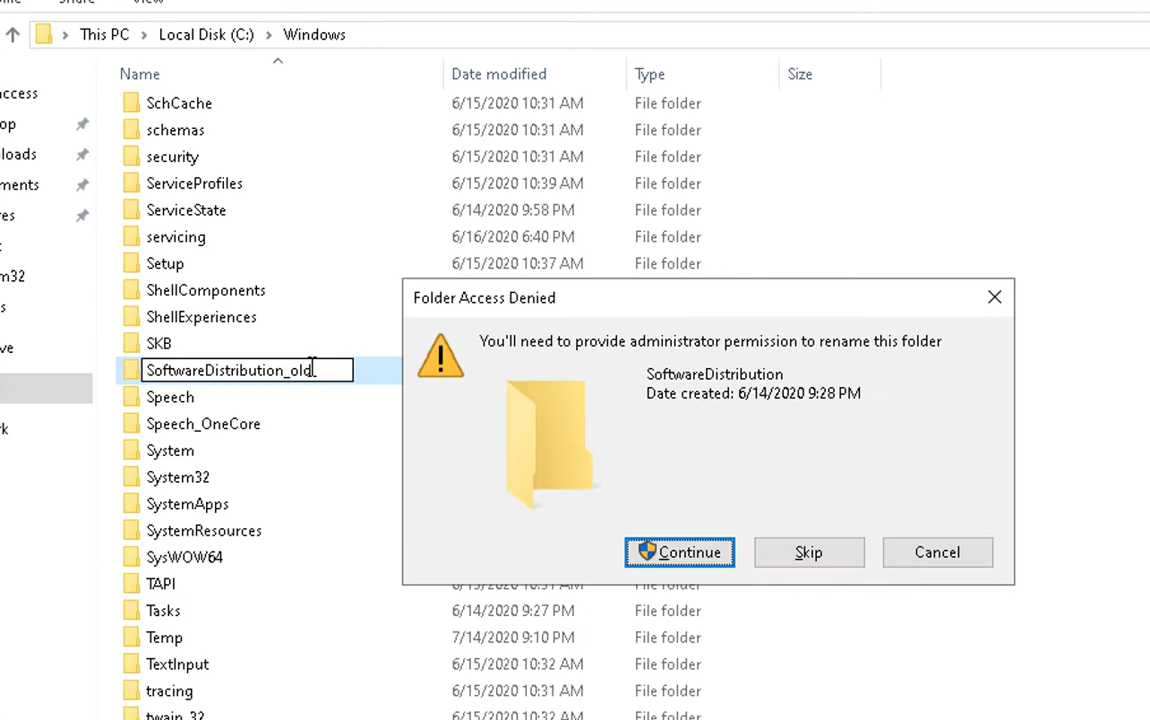 Share View
This PC > Local Disk (C:) > Windows
Name Date modified Type Size
SchCache 6/15/2020 10:31 AM File folder
schemas 6/15/2020 10:31 AM File folder
security 6/15/2020 10:31 AM File folder
ServiceProfiles 6/15/2020 10:39 AM File folder
ServiceState 6/14/2020 9:58 PM File folder
servicing 6/16/2020 6:40 PM File folder
Setup 6/15/2020 10:37 AM File folder
ShellComponents
ShellExperiences
SKB
SoftwareDistribution_old
Speech
Speech_OneCore
System
System32
SystemApps
SystemResources
SysWOW64
TAPI 6/15/2020 10:31 AM File folder
Tasks 6/14/2020 9:27 PM File folder
Temp 7/14/2020 9:10 PM File folder
TextInput 6/15/2020 10:32 AM File folder
tracing 6/15/2020 10:31 AM File folder
twain_32 6/15/2020 10:32 AM File folder
Folder Access Denied
You'll need to provide administrator permission to rename this folder
SoftwareDistribution
Date created: 6/14/2020 9:28 PM
Continue Skip Cancel